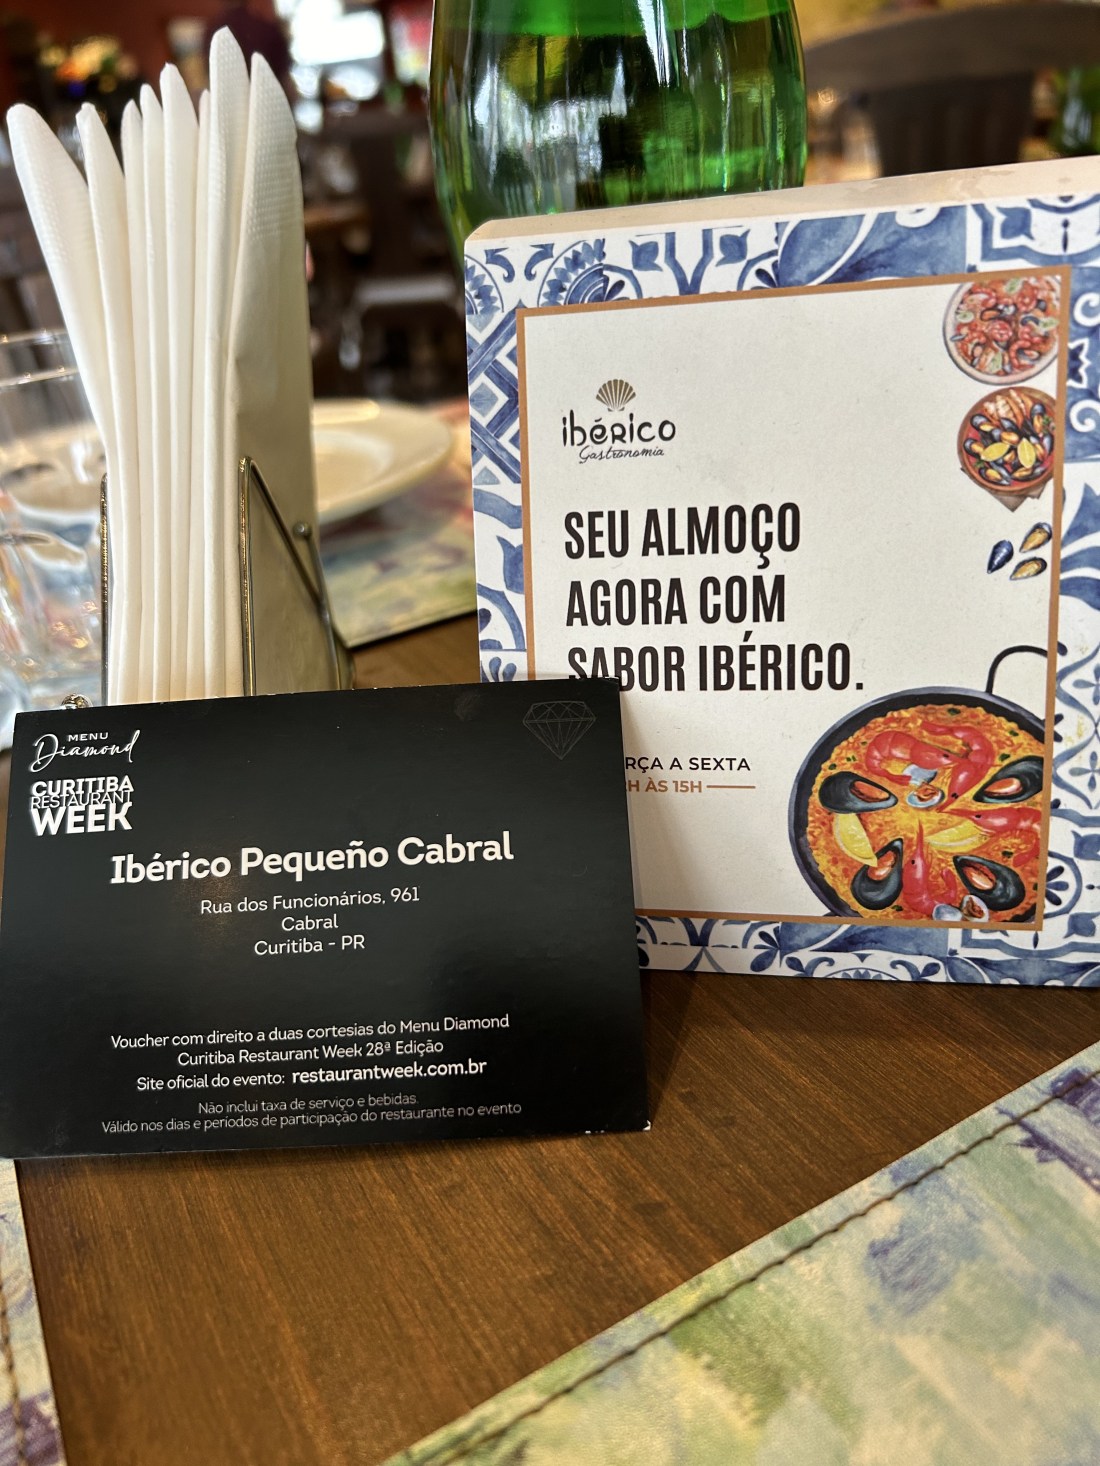 ibérico
Gastronomia
SEU ALMOÇO
AGORA COM
SABOR IBÉRICO.
A SEXTA
ÀS 15H
MENU
Diamond
CURITIBA
RESTAURANT
WEEK
Ibérico Pequeño Cabral
Rua dos Funcionários, 961
Cabral
Curitiba - PR
Voucher com direito a duas cortesias do Menu Diamond
Curitiba Restaurant Week 28ª Edição
Site oficial do evento: restaurantweek.com.br
Não inclui taxa de serviço e bebidas.
Válido nos dias e períodos de participação do restaurante no evento